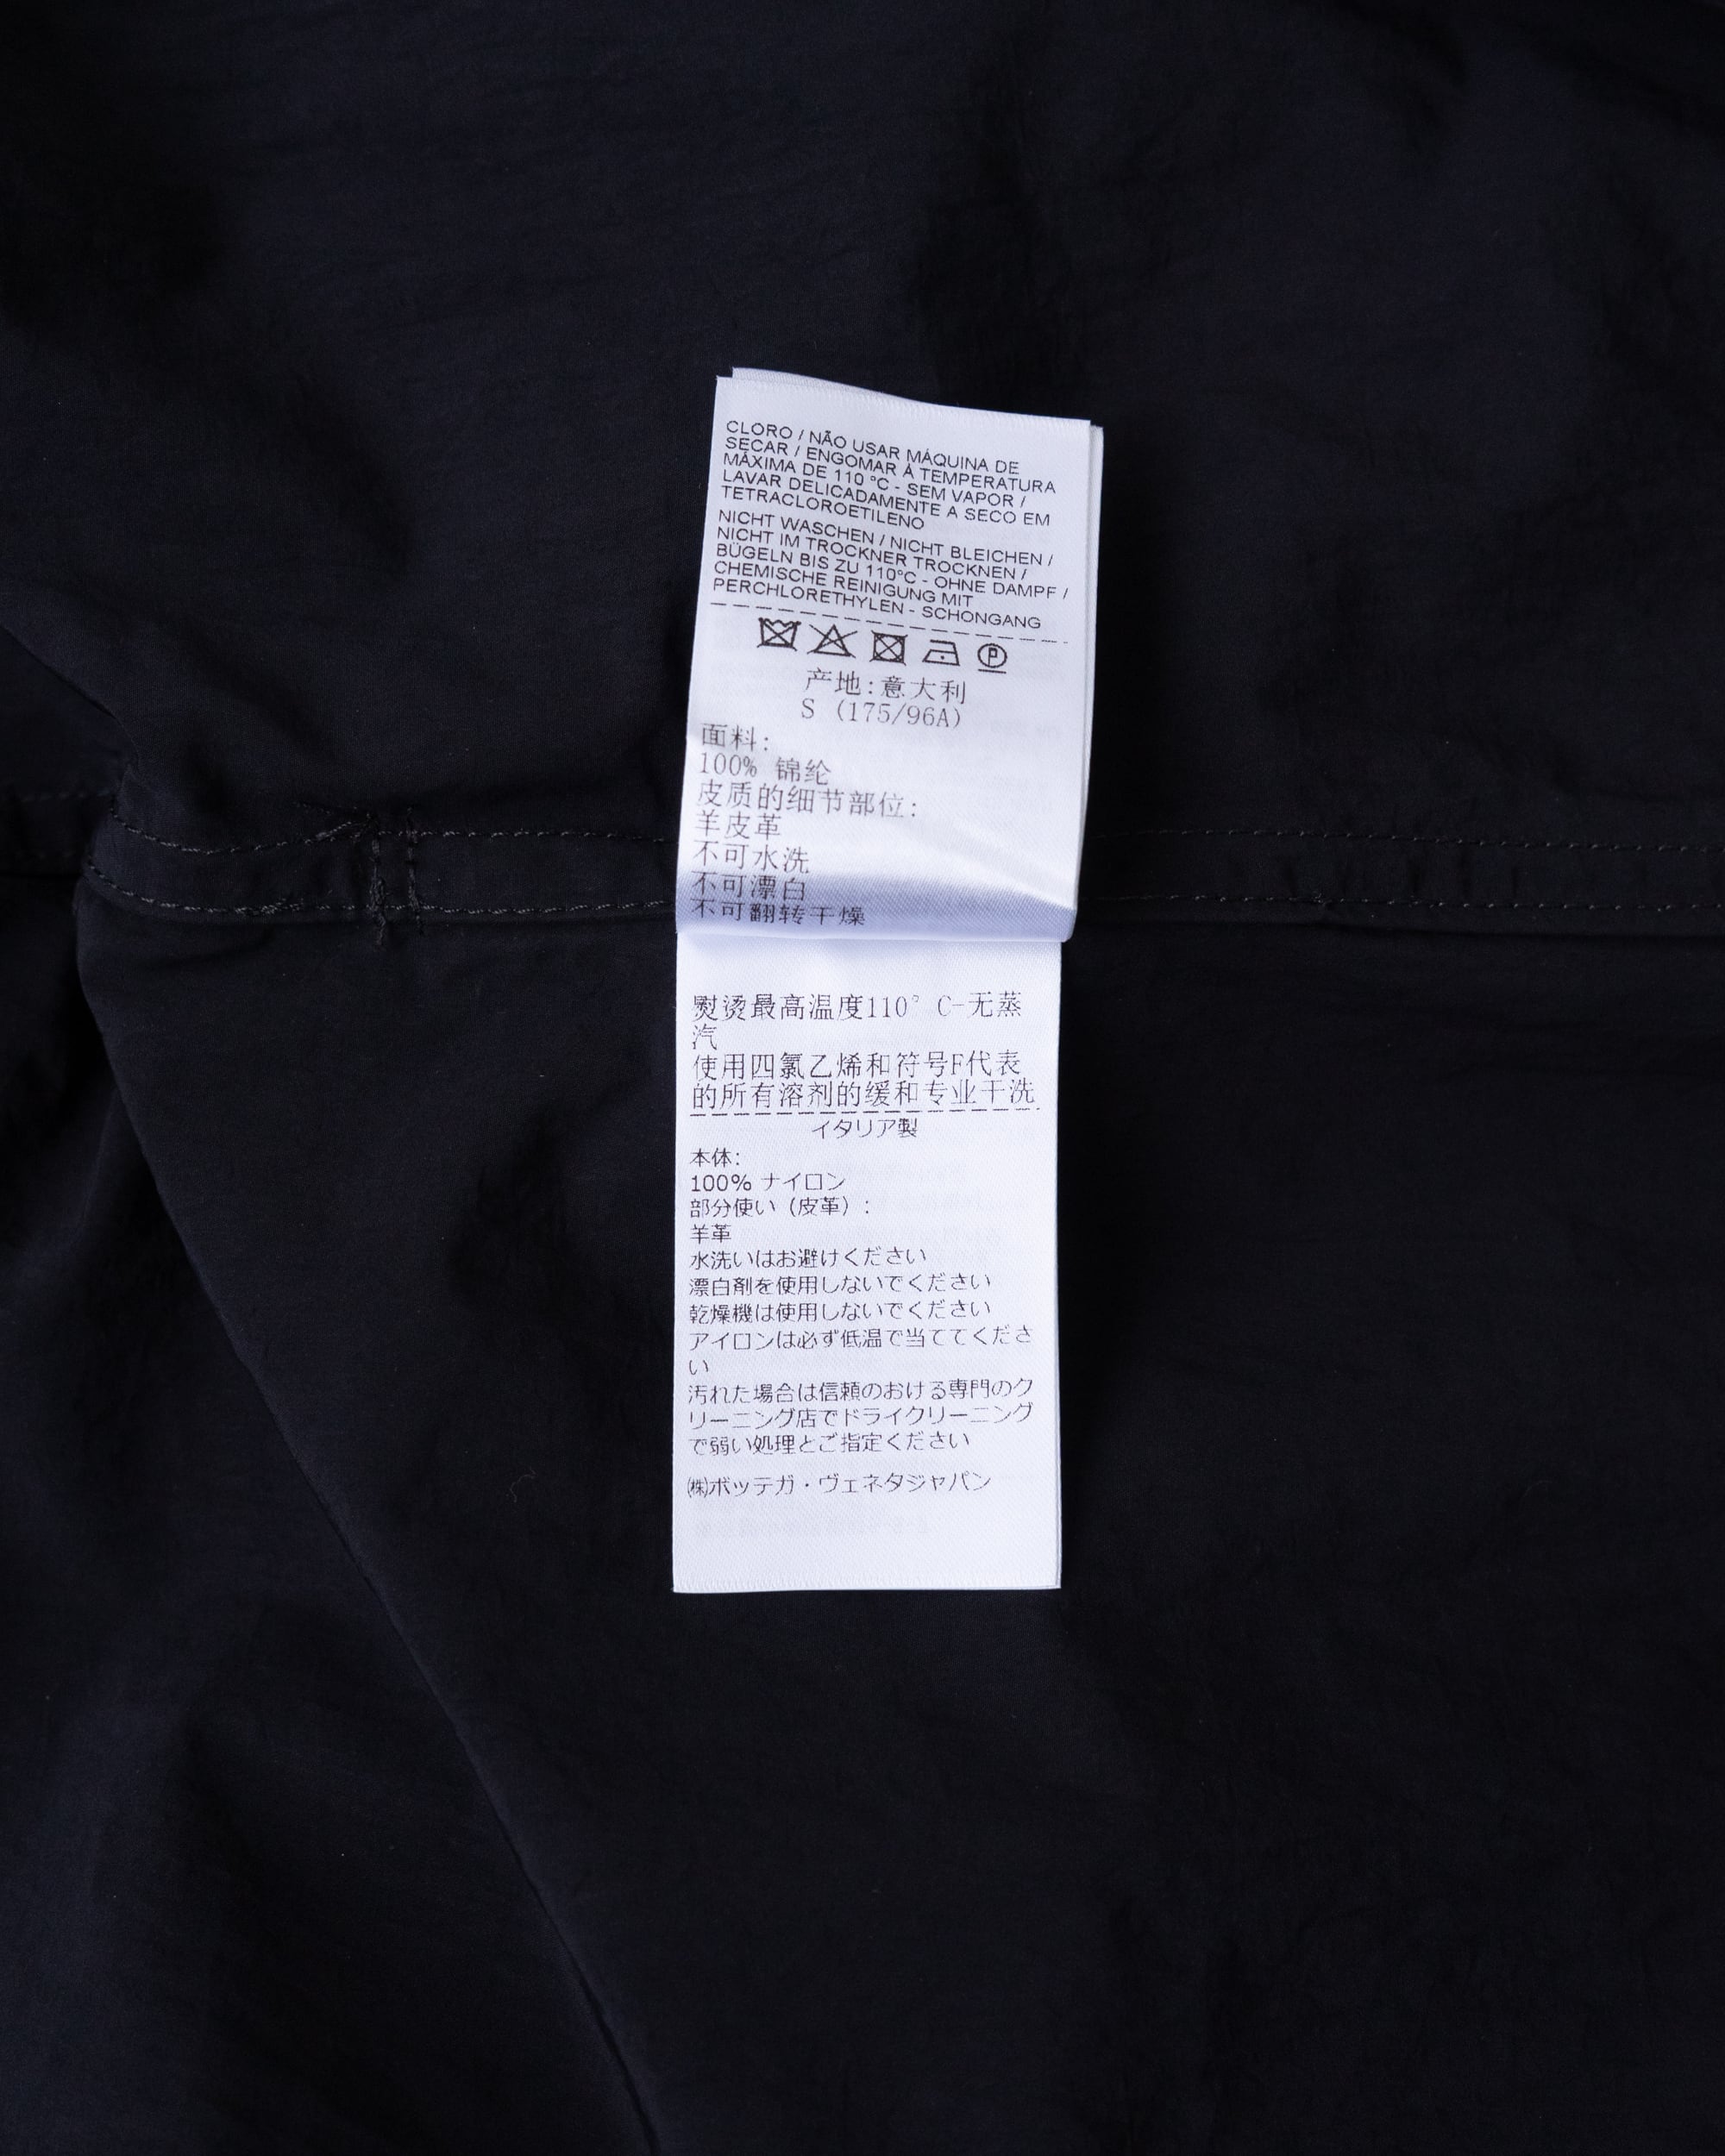 CLORO / NÃO USAR MÁQUINA DE
SECAR / ENGOMAR À TEMPERATURA
MÁXIMA DE 110 °C - SEM VAPOR /
LAVAR DELICADAMENTE A SECO EM
TETRACLOROETILENO
NICHT WASCHEN / NICHT BLEICHEN /
NICHT IM TROCKNER TROCKNEN /
BÜGELN BIS ZU 110°C - OHNE DAMPF /
CHEMISCHE REINIGUNG MIT
PERCHLORETHYLEN - SCHONGANG
P
产地:意大利
S (175/96A)
面料:
100% 锦纶
皮质的细节部位:
羊皮革
不可水洗
不可漂白
不可翻转干燥
熨烫最高温度110° C-无蒸
汽
使用四氯乙烯和符号F代表
的所有溶剂的缓和专业干洗
イタリア製
本体:
100% ナイロン
部分使い（皮革）:
羊革
水洗いはお避けください
漂白剤を使用しないでください
乾燥機は使用しないでください
アイロンは必ず低温で当ててくださ
い
汚れた場合は信頼のおける専門のク
リーニング店でドライクリーニング
で弱い処理とご指定ください
㈱ボッテガ・ヴェネタジャパン